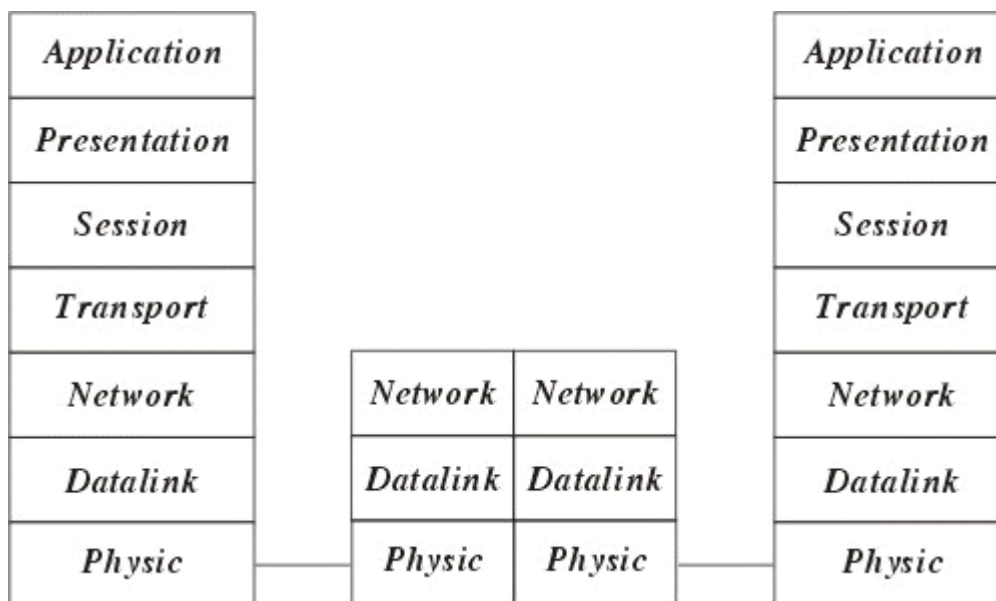 Application
Presentation
Session
Transport
Network
Datalink
Physic
Network Network
Datalink Datalink
Physic Physic
Application
Presentation
Session
Transport
Network
Datalink
Physic